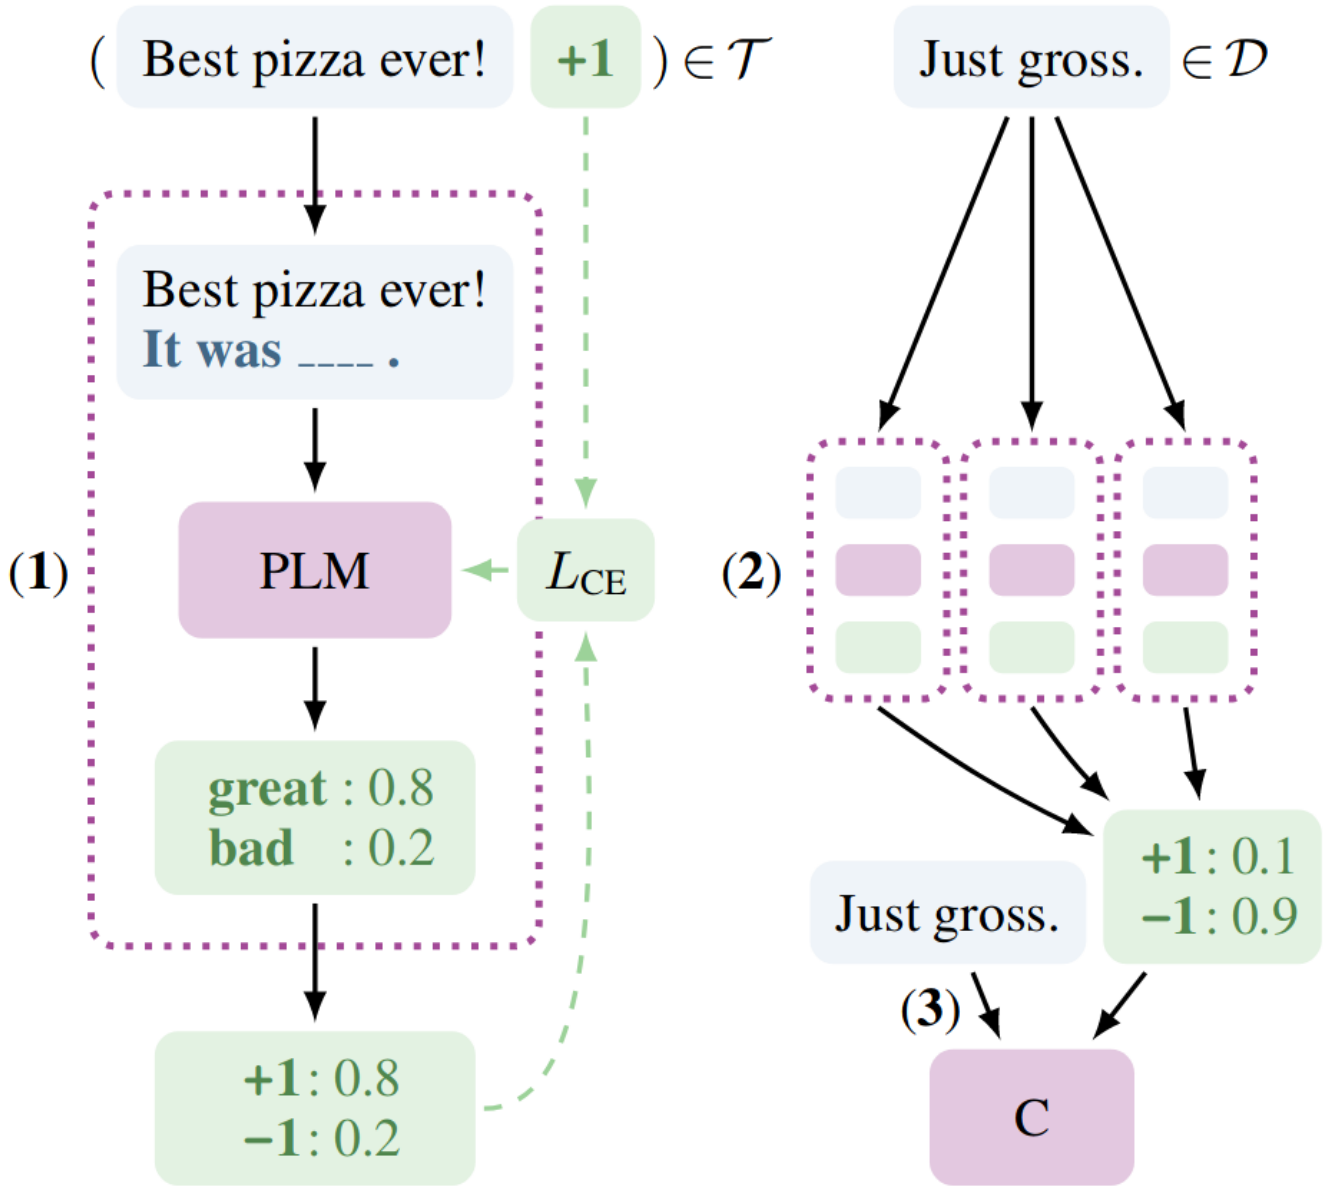 ( Best pizza ever! +1 ) ∈ 𝒯
Best pizza ever!
It was ____ .
(1)
PLM
L_CE
great : 0.8
bad : 0.2
+1 : 0.8
−1 : 0.2
Just gross. ∈ 𝒟
(2)
+1 : 0.1
−1 : 0.9
Just gross.
(3)
C